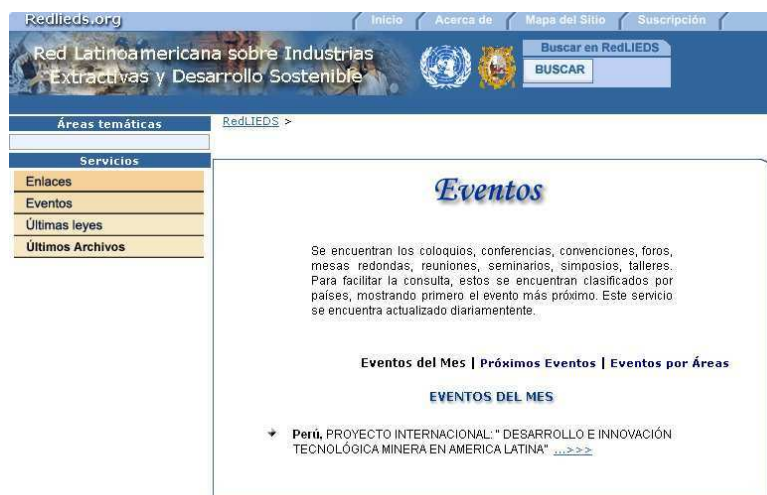 Redlieds.org
Inicio
Acerca de
Mapa del Sitio
Suscripción
Red Latinoamericana sobre Industrias
Extractivas y Desarrollo Sostenible
Buscar en RedLIEDS
BUSCAR
Áreas temáticas
RedLIEDS >
Servicios
Enlaces
Eventos
Últimas leyes
Últimos Archivos
Eventos
Se encuentran los coloquios, conferencias, convenciones, foros,
mesas redondas, reuniones, seminarios, simposios, talleres.
Para facilitar la consulta, estos se encuentran clasificados por
países, mostrando primero el evento más próximo. Este servicio
se encuentra actualizado diariamentente.
Eventos del Mes | Próximos Eventos | Eventos por Áreas
EVENTOS DEL MES
Perú, PROYECTO INTERNACIONAL: " DESARROLLO E INNOVACIÓN
TECNOLÓGICA MINERA EN AMERICA LATINA" ...>>>